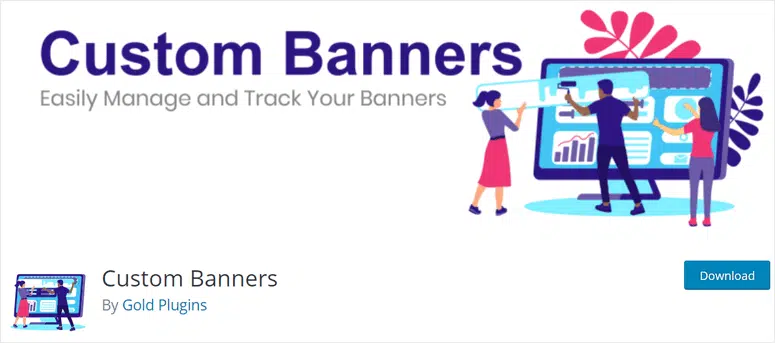 Custom Banners
Easily Manage and Track Your Banners
Custom Banners
By Gold Plugins
Download